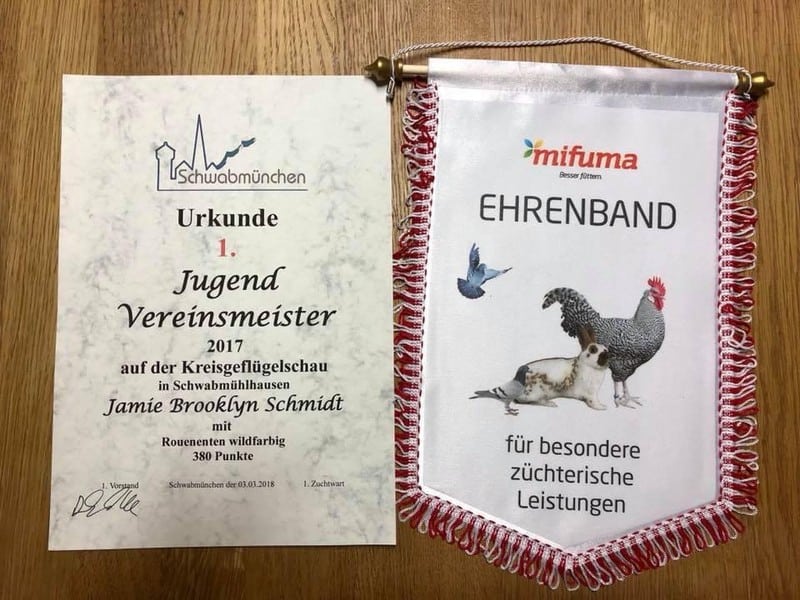 Schwabmünchen
Urkunde
1.
Jugend
Vereinsmeister
2017
auf der Kreisgeflügelschau
in Schwabmühlhausen
Jamie Brooklyn Schmidt
mit
Rouenenten wildfarbig
380 Punkte
1. Vorstand Schwabmünchen der 03.03.2018 1. Zuchtwart
mifuma
Besser füttern.
EHRENBAND
für besondere
züchterische
Leistungen